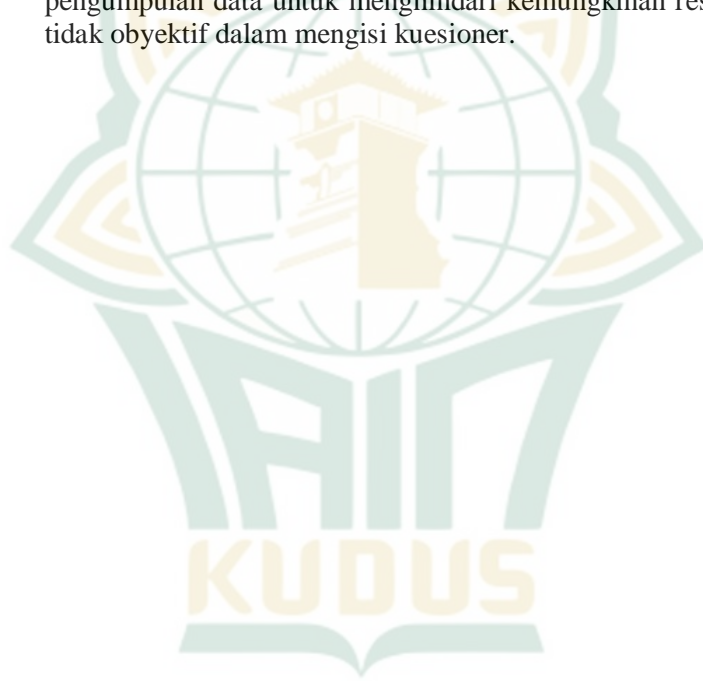 pengumpulan data untuk menghindari kemungkinan res
tidak obyektif dalam mengisi kuesioner.
IAIN
KUDUS